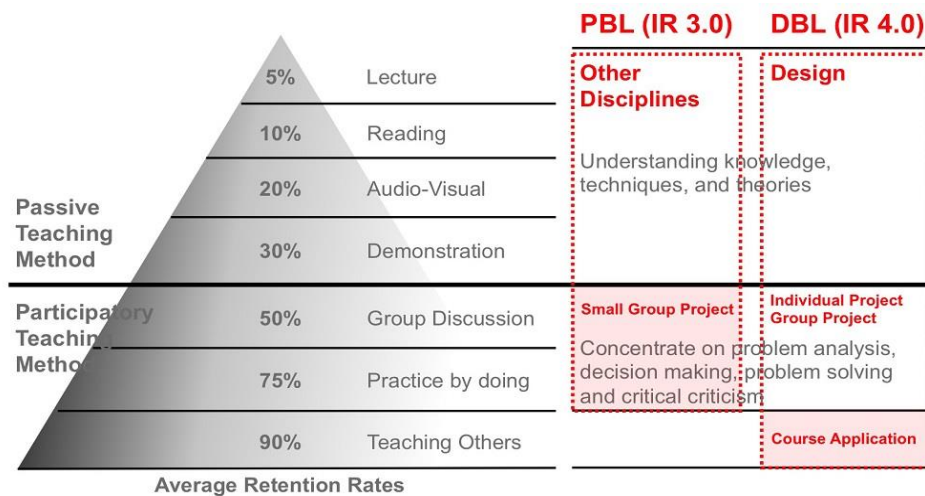 PBL (IR 3.0)
DBL (IR 4.0)
5%
Lecture
Other
Disciplines
Design
10%
Reading
Understanding knowledge,
techniques, and theories
20%
Audio-Visual
Passive
Teaching
Method
30%
Demonstration
Participatory
Teaching
Method
50%
Group Discussion
Small Group Project
Individual Project
Group Project
Concentrate on problem analysis,
decision making, problem solving
and critical criticism
75%
Practice by doing
90%
Teaching Others
Course Application
Average Retention Rates